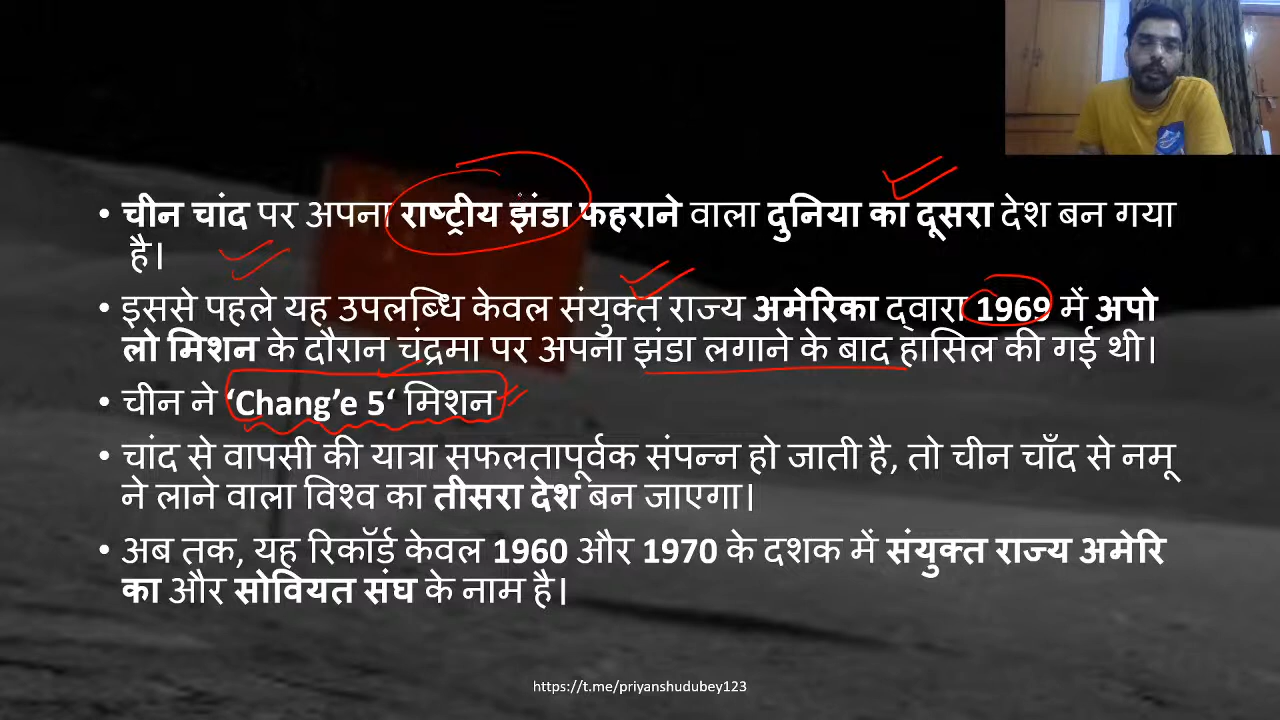 • चीन चांद पर अपना राष्ट्रीय झंडा फहराने वाला दुनिया का दूसरा देश बन गया
है।
• इससे पहले यह उपलब्धि केवल संयुक्त राज्य अमेरिका द्वारा 1969 में अपो
लो मिशन के दौरान चंद्रमा पर अपना झंडा लगाने के बाद हासिल की गई थी।
• चीन ने ‘Chang’e 5‘ मिशन
• चांद से वापसी की यात्रा सफलतापूर्वक संपन्न हो जाती है, तो चीन चाँद से नमू
ने लाने वाला विश्व का तीसरा देश बन जाएगा।
• अब तक, यह रिकॉर्ड केवल 1960 और 1970 के दशक में संयुक्त राज्य अमेरि
का और सोवियत संघ के नाम है।
https://t.me/priyanshudubey123